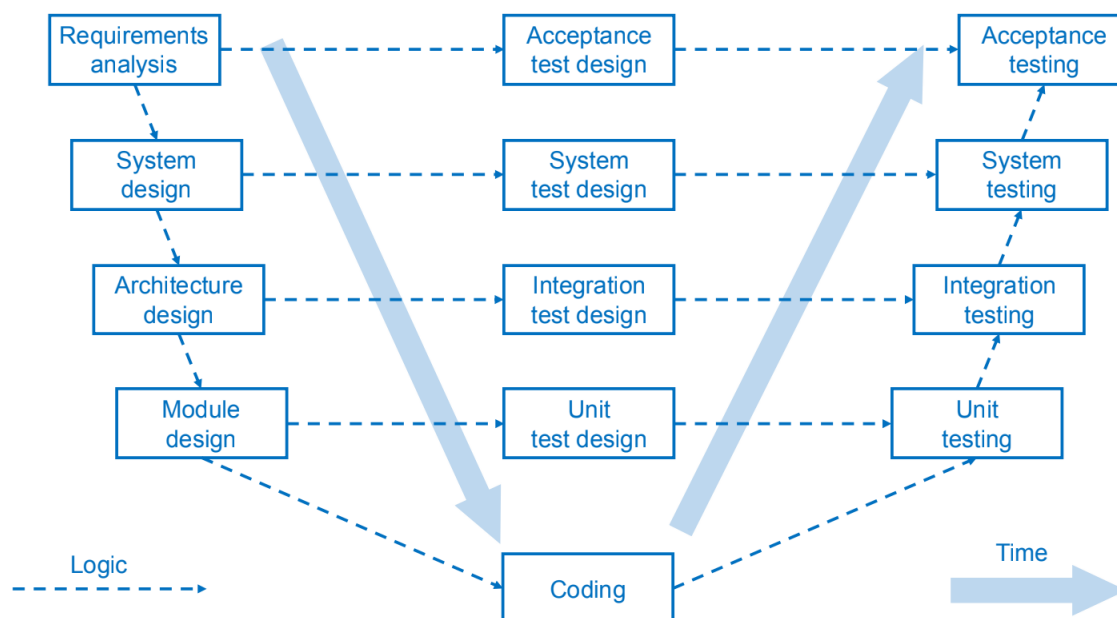 Requirements
analysis
Acceptance
test design
Acceptance
testing
System
design
System
test design
System
testing
Architecture
design
Integration
test design
Integration
testing
Module
design
Unit
test design
Unit
testing
Logic
Coding
Time